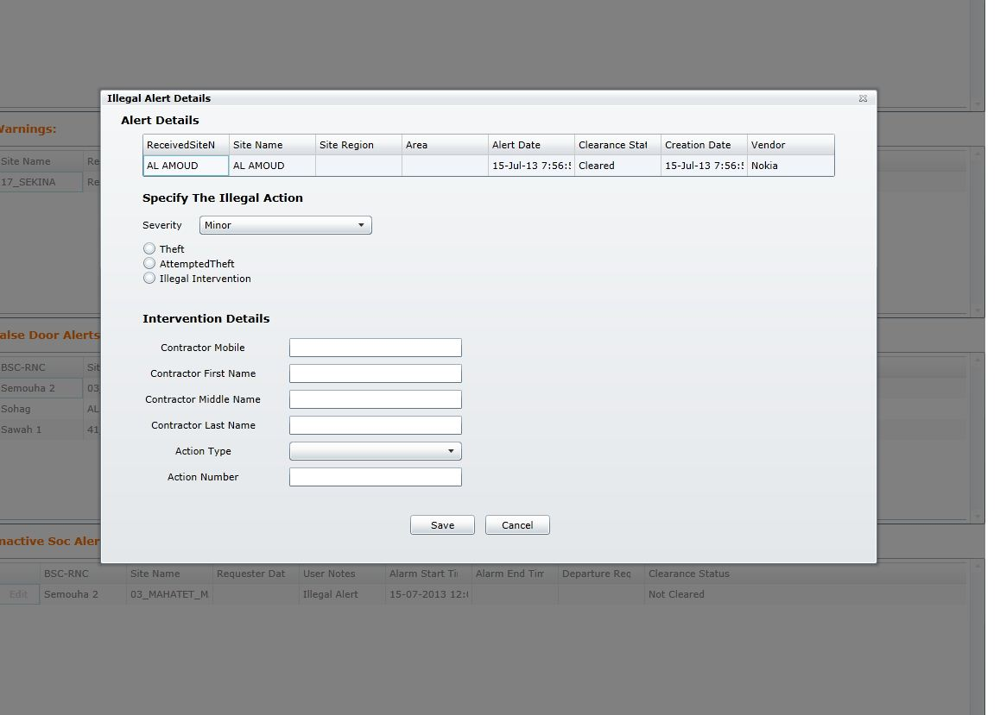 Illegal Alert Details
Alert Details
ReceivedSiteN Site Name Site Region Area Alert Date Clearance Stat Creation Date Vendor
AL AMOUD AL AMOUD 15-Jul-13 7:56: Cleared 15-Jul-13 7:56: Nokia
Specify The Illegal Action
Severity Minor
Theft
AttemptedTheft
Illegal Intervention
Intervention Details
Contractor Mobile
Contractor First Name
Contractor Middle Name
Contractor Last Name
Action Type
Action Number
Save Cancel
Warnings:
Site Name Re
17_SEKINA Re
alse Door Alerts
BSC-RNC Sit
Semouha 2 03
Sohag AL
Sawah 1 41
nactive Soc Aler
BSC-RNC Site Name Requester Dat User Notes Alarm Start Ti Alarm End Tim Departure Req Clearance Status
Edit Semouha 2 03_MAHATET_M Illegal Alert 15-07-2013 12:0 Not Cleared